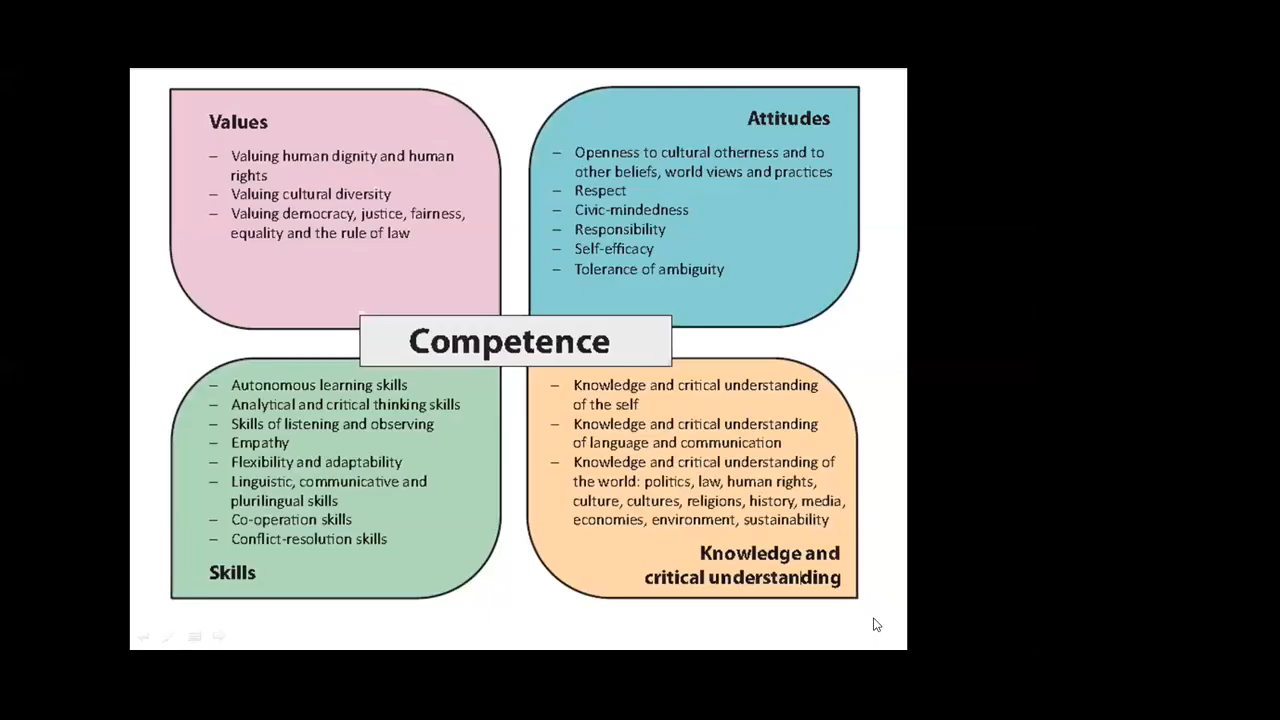 Values
– Valuing human dignity and human
rights
– Valuing cultural diversity
– Valuing democracy, justice, fairness,
equality and the rule of law
Attitudes
– Openness to cultural otherness and to
other beliefs, world views and practices
– Respect
– Civic-mindedness
– Responsibility
– Self-efficacy
– Tolerance of ambiguity
Competence
– Autonomous learning skills
– Analytical and critical thinking skills
– Skills of listening and observing
– Empathy
– Flexibility and adaptability
– Linguistic, communicative and
plurilingual skills
– Co-operation skills
– Conflict-resolution skills
Skills
– Knowledge and critical understanding
of the self
– Knowledge and critical understanding
of language and communication
– Knowledge and critical understanding of
the world: politics, law, human rights,
culture, cultures, religions, history, media,
economies, environment, sustainability
Knowledge and
critical understanding